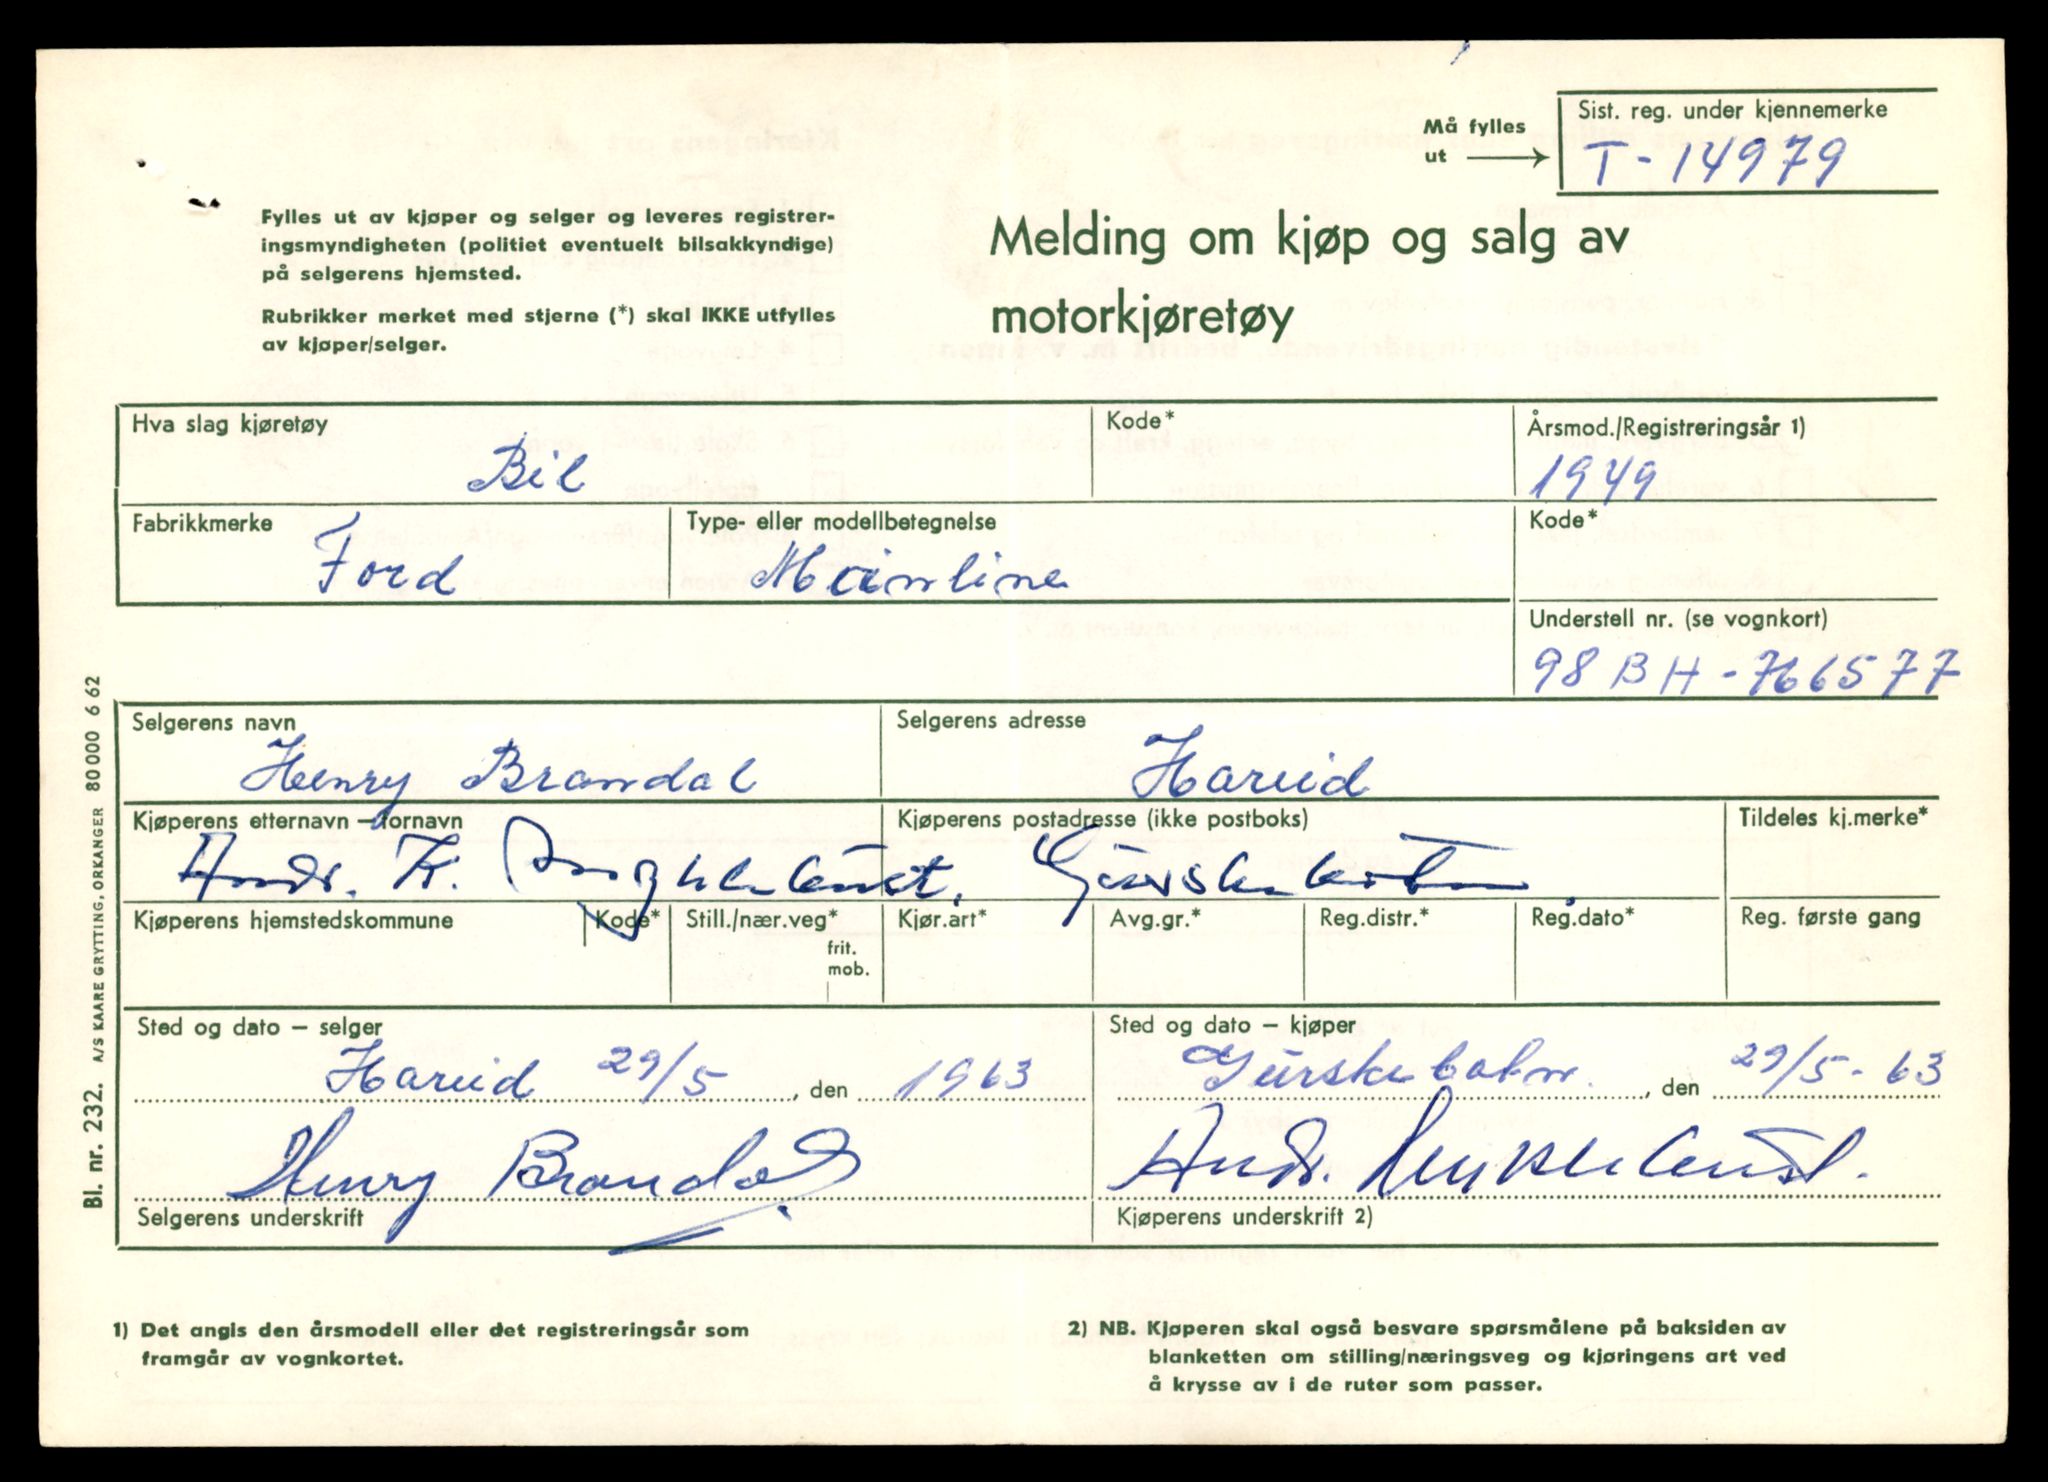 Må fylles
ut
Sist. reg. under kjennemerke
T-14979
Fylles ut av kjøper og selger og leveres registrer-
ingsmyndigheten (politiet eventuelt bilsakkyndige)
på selgerens hjemsted.
Rubrikker merket med stjerne (*) skal IKKE utfylles
av kjøper/selger.
Melding om kjøp og salg av
motorkjøretøy
Hva slag kjøretøy
Bil
Kode*
Årsmod./Registreringsår 1)
1949
Fabrikkmerke
Ford
Type- eller modellbetegnelse
Mainline
Kode*
Understell nr. (se vognkort)
98 BH-766577
Selgerens navn
Henry Brandal
Selgerens adresse
Hareid
Kjøperens etternavn – fornavn
Andr. K.
Kjøperens postadresse (ikke postboks)
Gurskebotn
Tildeles kj.merke*
Kjøperens hjemstedskommune
Kode*
Still./nær.veg*
frit.
mob.
Kjør.art*
Avg.gr.*
Reg.distr.*
Reg.dato*
Reg. første gang
Sted og dato – selger
Hareid 29/5, den 1963
Henry Brandal
Selgerens underskrift
Sted og dato – kjøper
Gurskebotn., den 29/5-63
Andr.
Kjøperens underskrift 2)
Bl. nr. 232. A/S KAARE GRYTTING, ORKANGER 80000 6 62
1) Det angis den årsmodell eller det registreringsår som
framgår av vognkortet.
2) NB. Kjøperen skal også besvare spørsmålene på baksiden av
blanketten om stilling/næringsveg og kjøringens art ved
å krysse av i de ruter som passer.